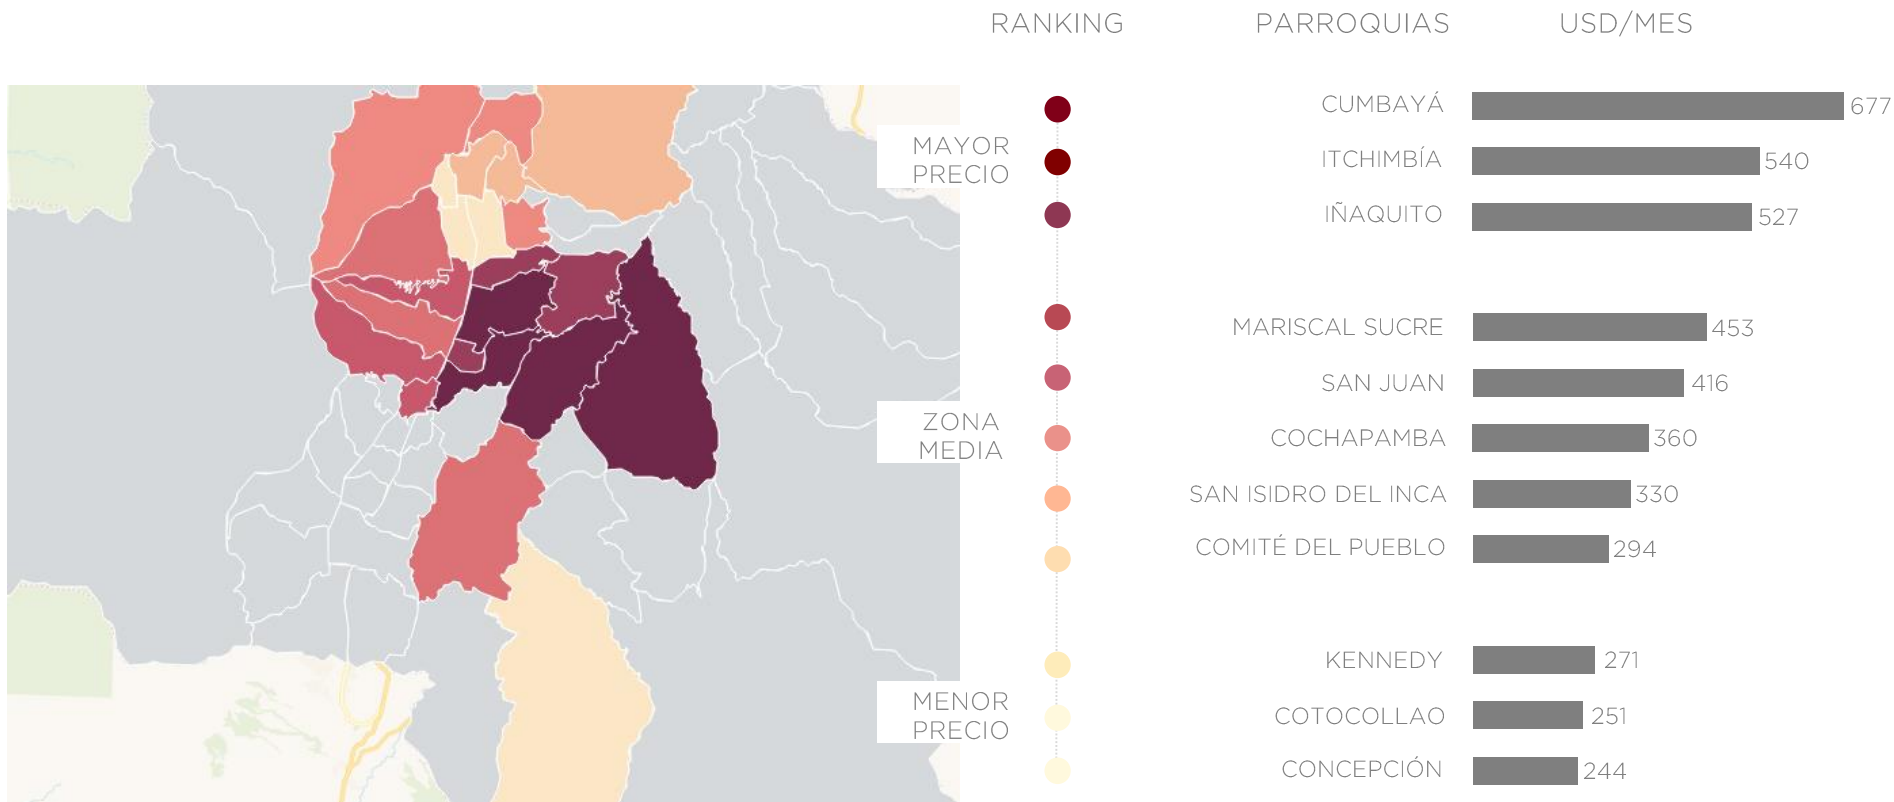 RANKING PARROQUIAS USD/MES
MAYOR
PRECIO
CUMBAYÁ 677
ITCHIMBÍA 540
IÑAQUITO 527
ZONA
MEDIA
MARISCAL SUCRE 453
SAN JUAN 416
COCHAPAMBA 360
SAN ISIDRO DEL INCA 330
COMITÉ DEL PUEBLO 294
MENOR
PRECIO
KENNEDY 271
COTOCOLLAO 251
CONCEPCIÓN 244